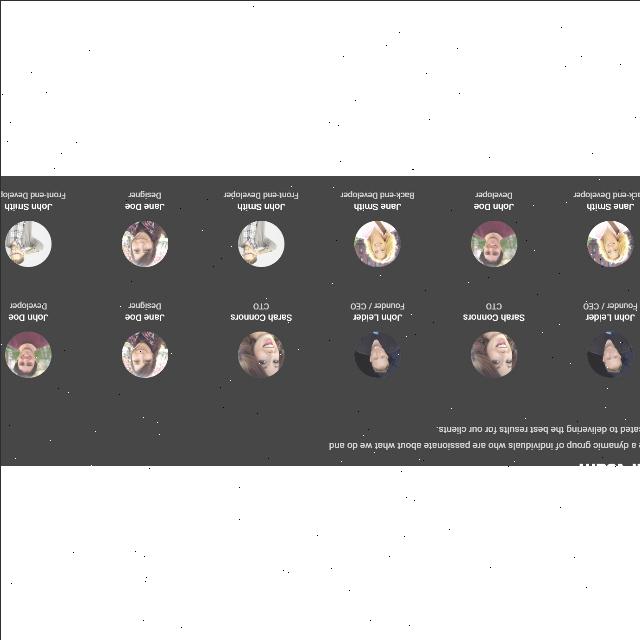 a dynamic group of individuals who are passionate about what we do and
to delivering the best results for our clients.
John Leider
Founder / CEO
Sarah Connors
CTO
John Leider
Founder / CEO
Sarah Connors
CTO
Jane Doe
Designer
John Doe
Developer
Jane Smith
ack-end Developer
John Doe
Developer
Jane Smith
Back-end Developer
John Smith
Front-end Developer
Jane Doe
Designer
John Smith
Front-end Develop